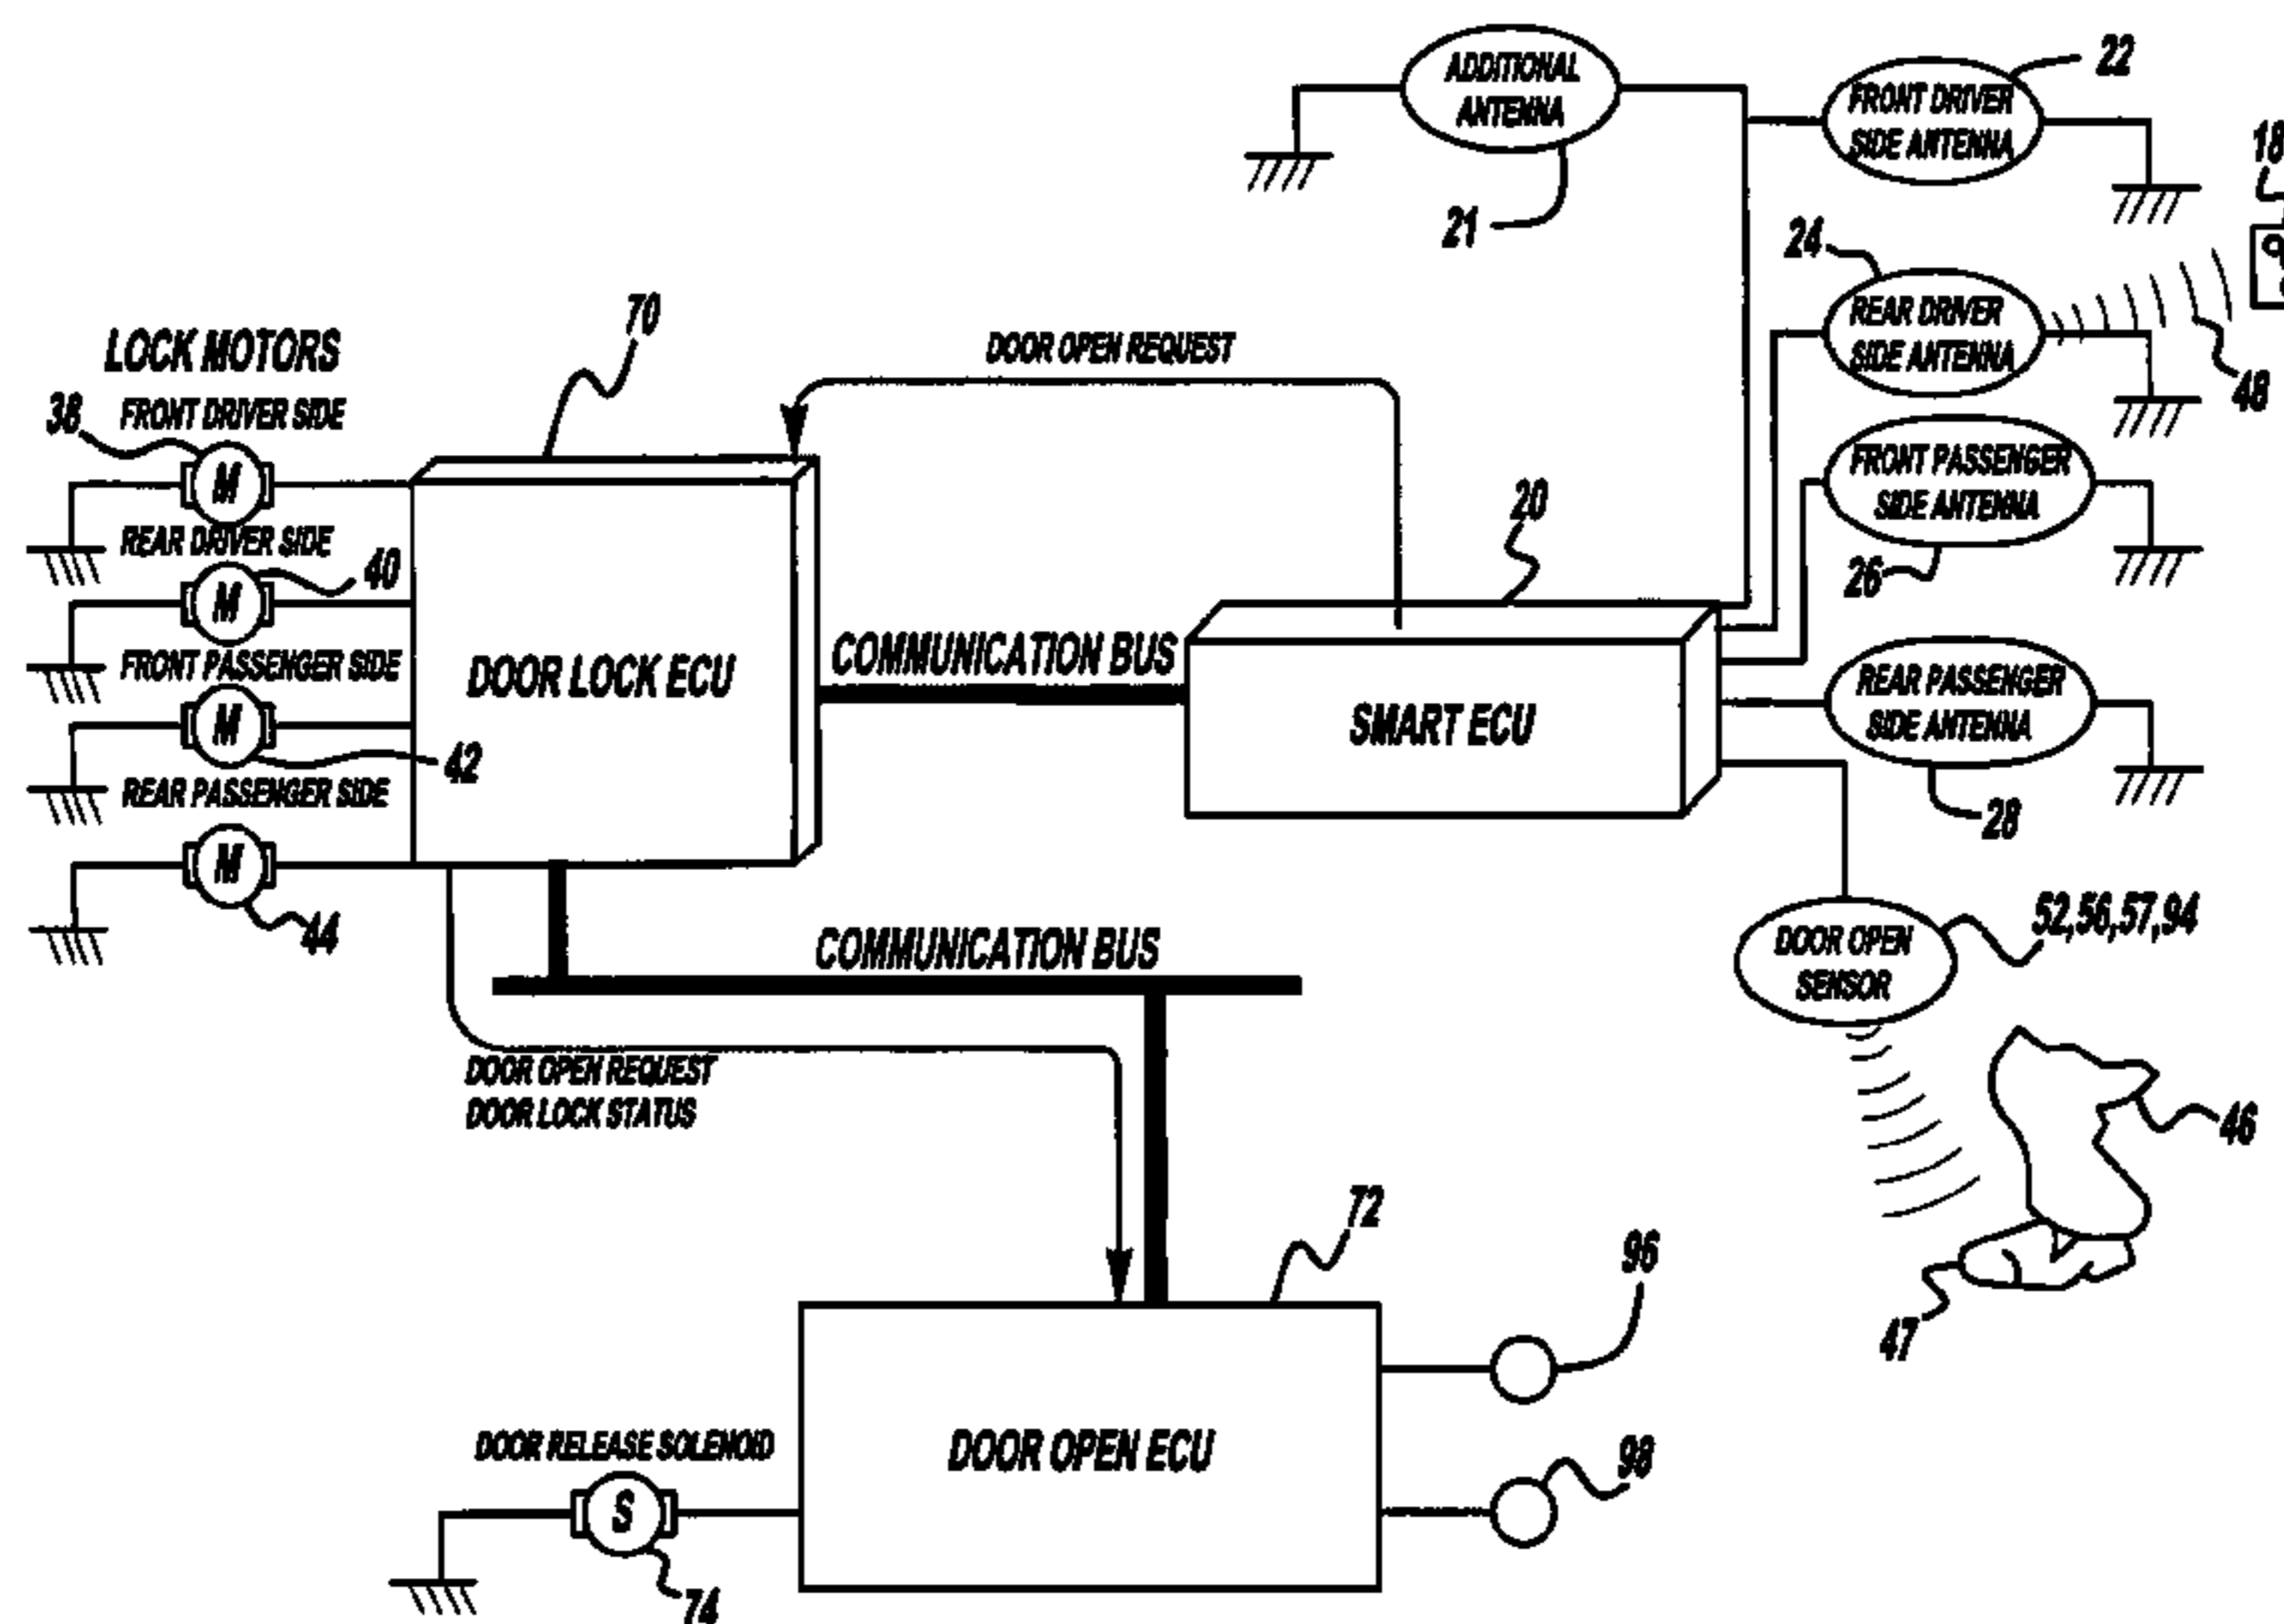 ADDITIONAL
ANTENNA
21
FRONT DRIVER
SIDE ANTENNA
22
18
24
REAR DRIVER
SIDE ANTENNA
48
FRONT PASSENGER
SIDE ANTENNA
26
REAR PASSENGER
SIDE ANTENNA
28
LOCK MOTORS
38
FRONT DRIVER SIDE
M
REAR DRIVER SIDE
40
M
FRONT PASSENGER SIDE
M
42
REAR PASSENGER SIDE
M
44
70
DOOR OPEN REQUEST
DOOR LOCK ECU
COMMUNICATION BUS
20
SMART ECU
DOOR OPEN
SENSOR
52,56,57,94
46
47
COMMUNICATION BUS
DOOR OPEN REQUEST
DOOR LOCK STATUS
72
DOOR OPEN ECU
96
98
DOOR RELEASE SOLENOID
S
74